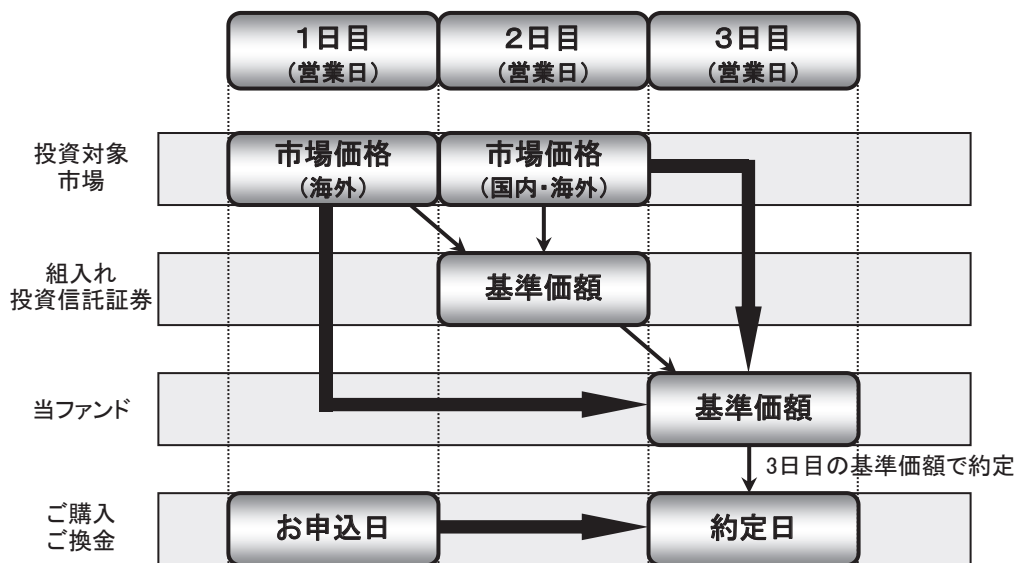 1日目
（営業日）
2日目
（営業日）
3日目
（営業日）
投資対象
市場
市場価格
（海外）
市場価格
（国内・海外）
組入れ
投資信託証券
基準価額
当ファンド
基準価額
3日目の基準価額で約定
ご購入
ご換金
お申込日
約定日